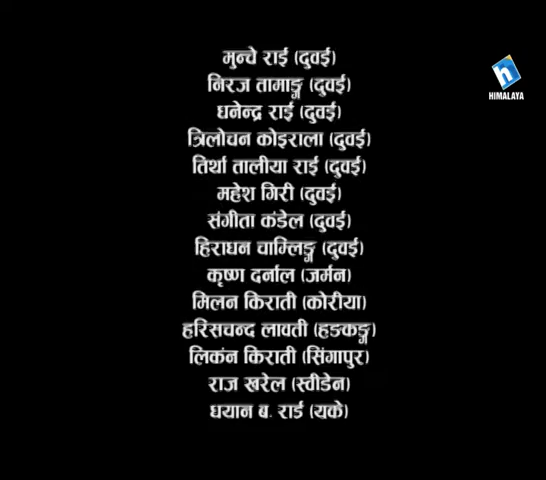 मुन्चे राई (दुवई)
निरज तामाङ्ग (दुवई)
धनेन्द्र राई (दुवई)
त्रिलोचन कोइराला (दुवई)
तिर्था तालीया राई (दुवई)
महेश गिरी (दुवई)
संगीता कंडेल (दुवई)
हिराधन चाम्लिङ्ग (दुवई)
कृष्ण दर्नाल (जर्मन)
मिलन किराती (कोरीया)
हरिसचन्द लावती (हङकङ्ग)
लिकंन किराती (सिंगापुर)
राज खरेल (स्वीडेन)
धयान ब. राई (यके)
HIMALAYA